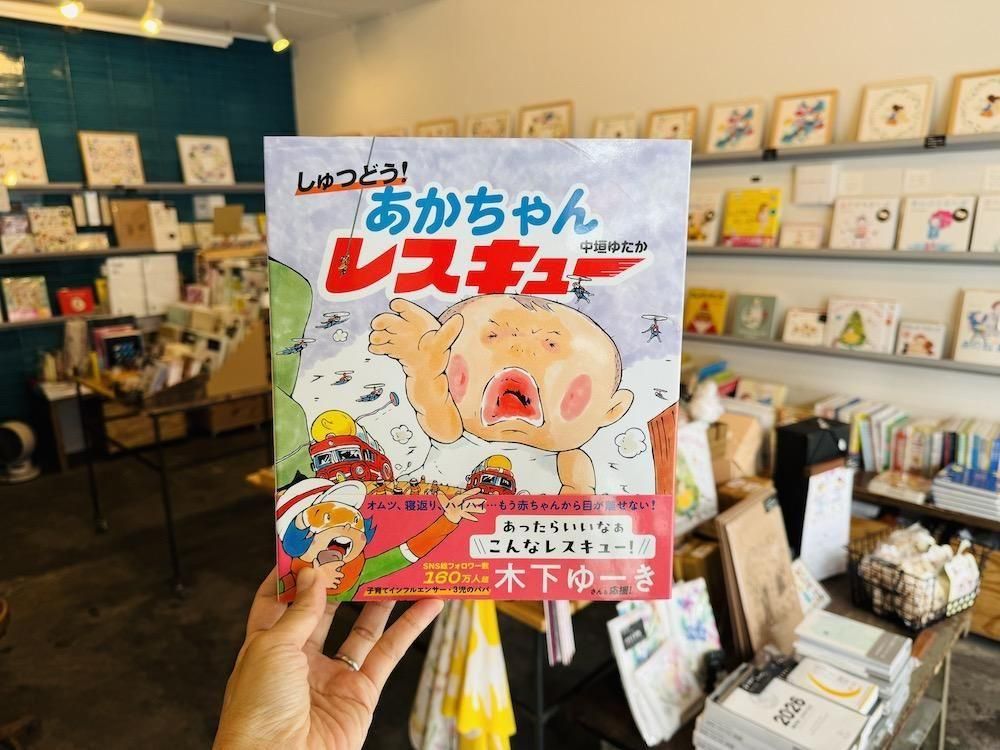 しゅつどう!
あかちゃん
レスキュー
中垣ゆたか
オムツ、寝返り、ハイハイ…もう赤ちゃんから目が離せない!
あったらいいなぁ
こんなレスキュー!
SNS総フォロワー数
160万人超
子育てインフルエンサー・3児のパパ
木下ゆーき
さんも応援!
2026